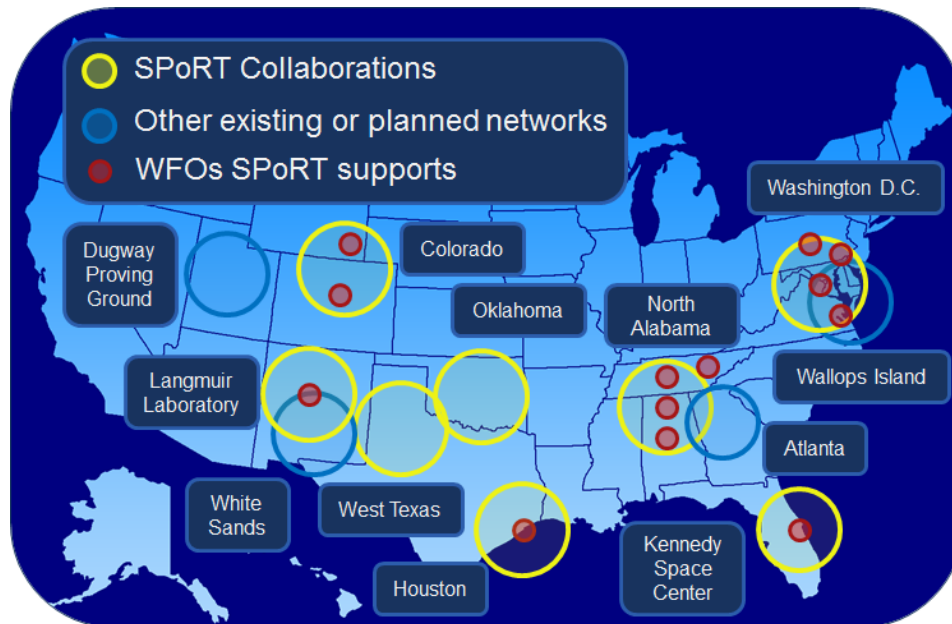 SPoRT Collaborations
Other existing or planned networks
WFOs SPoRT supports
Washington D.C.
Dugway
Proving
Ground
Colorado
Oklahoma
North
Alabama
Langmuir
Laboratory
Wallops Island
Atlanta
White
Sands
West Texas
Houston
Kennedy
Space
Center